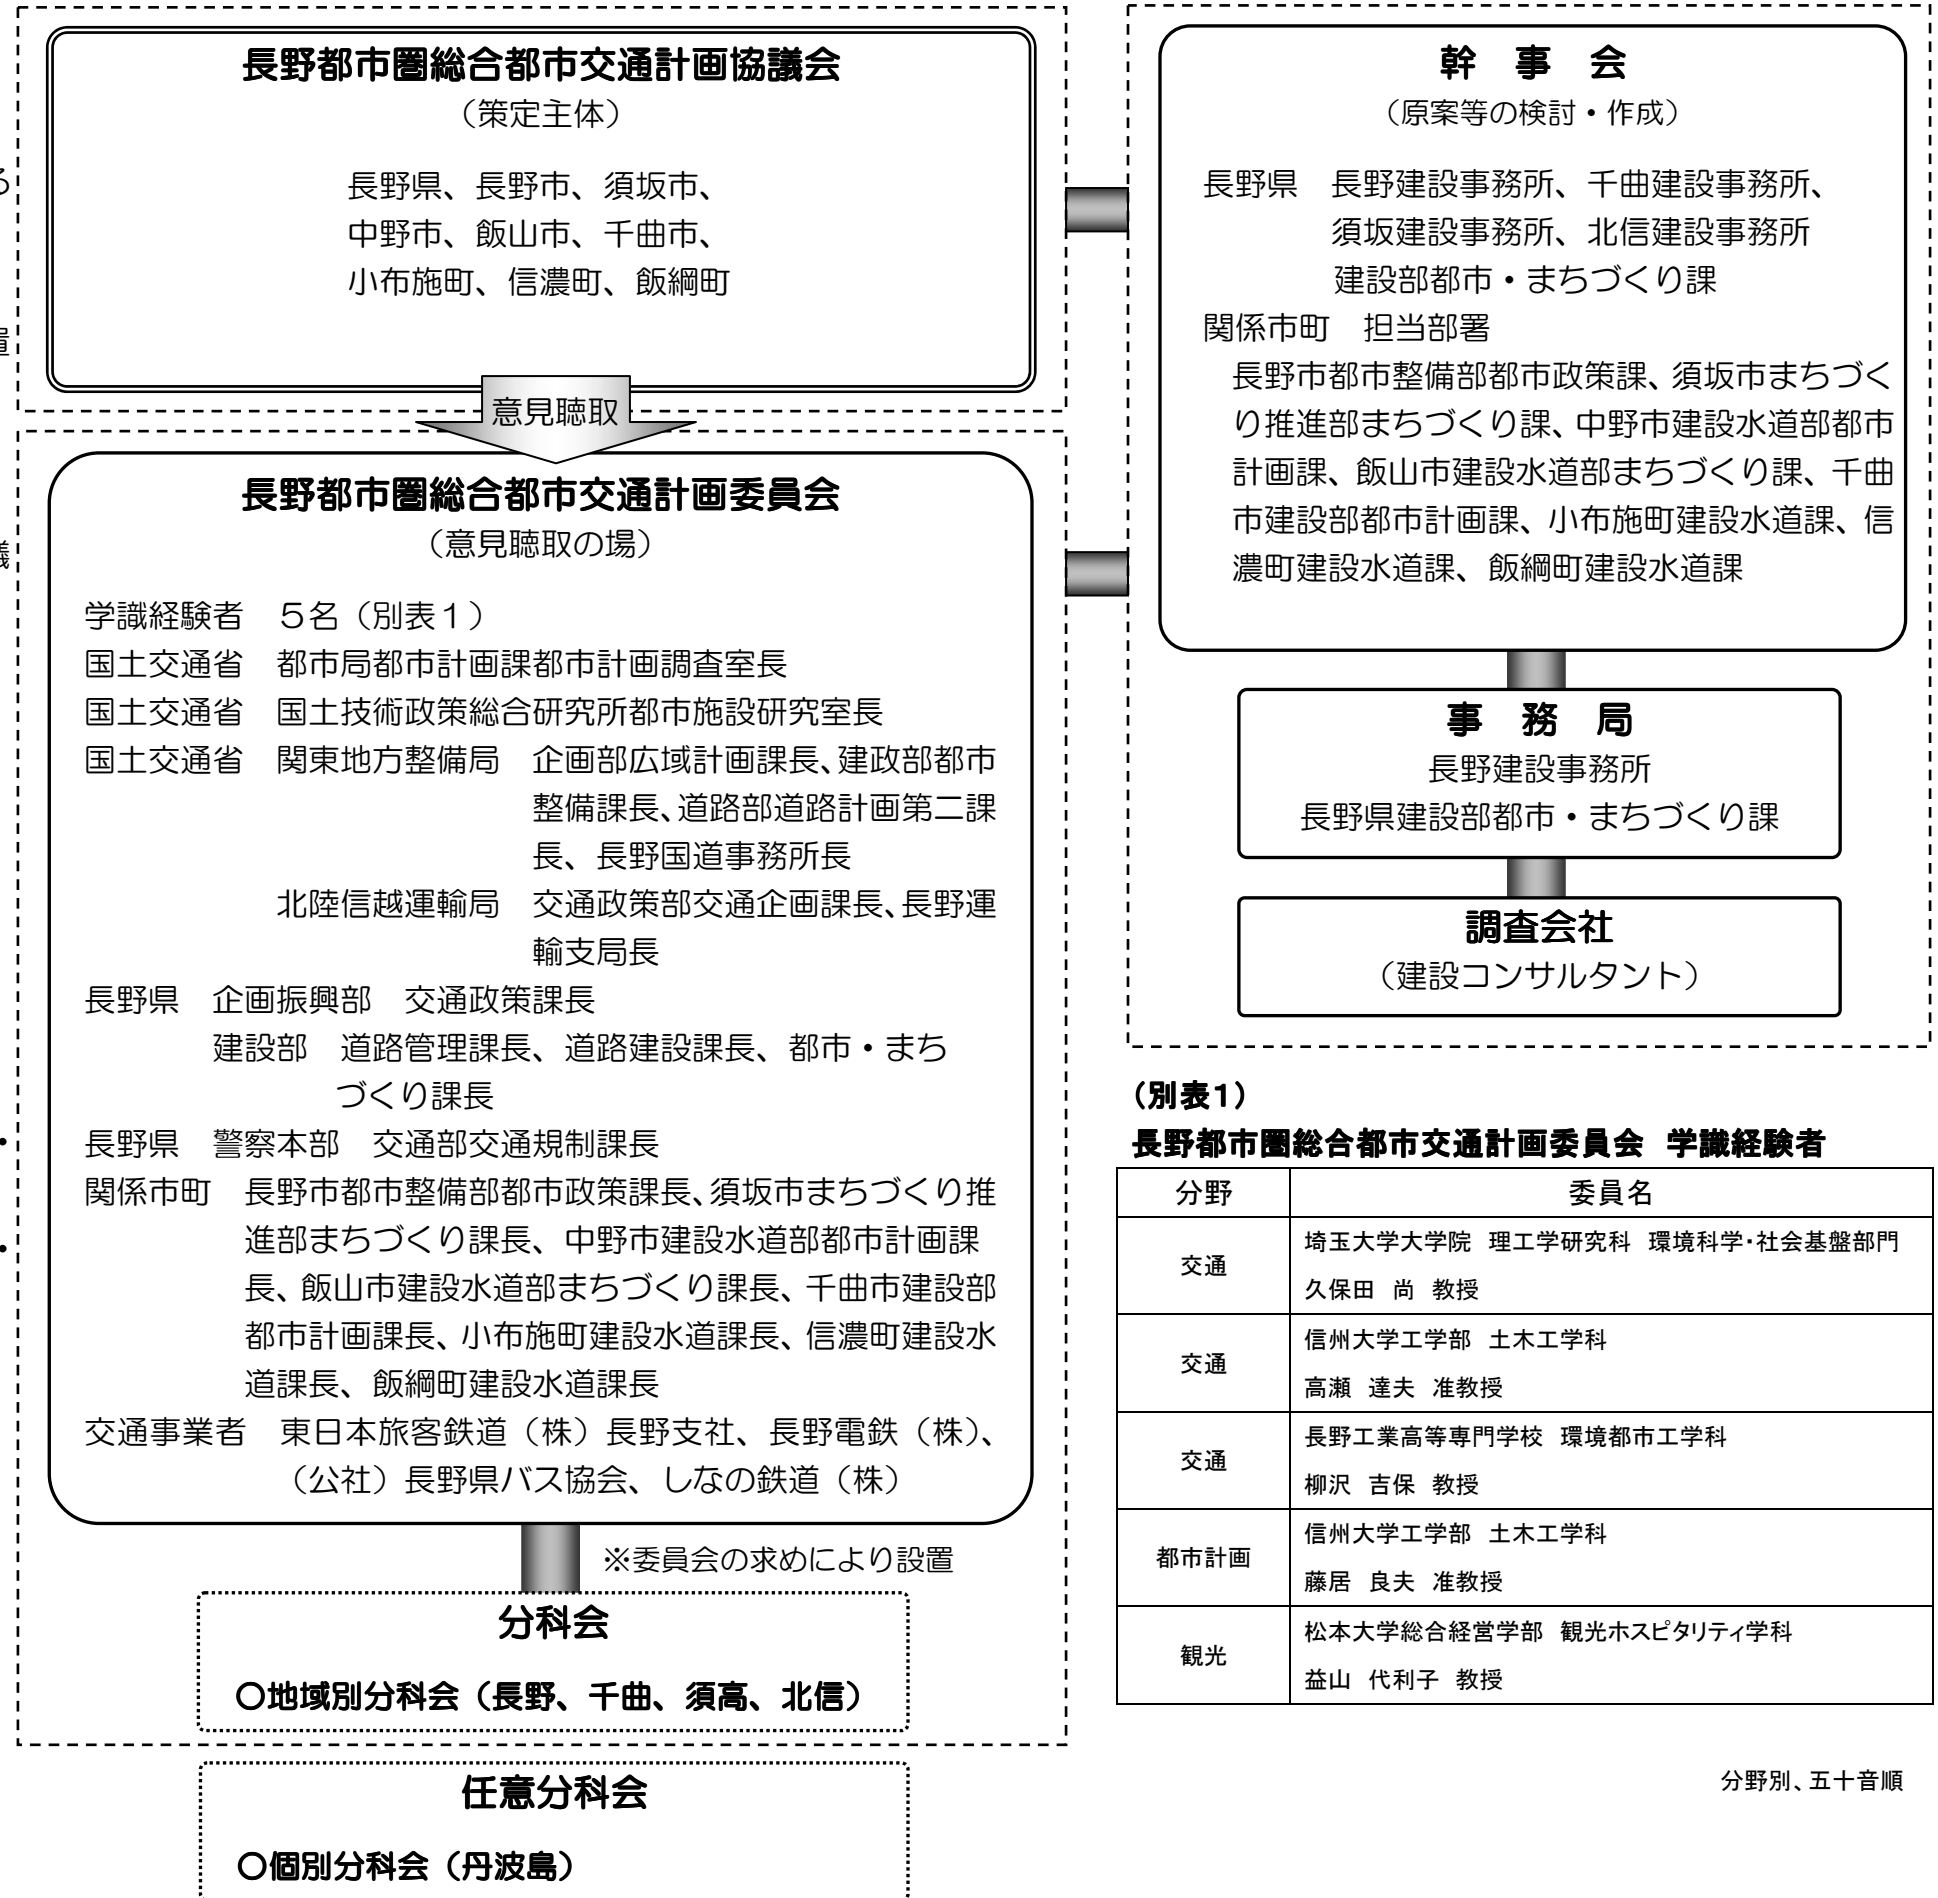 長野都市圏総合都市交通計画協議会
（策定主体）
長野県、長野市、須坂市、
中野市、飯山市、千曲市、
小布施町、信濃町、飯綱町
意見聴取
長野都市圏総合都市交通計画委員会
（意見聴取の場）
学識経験者　５名（別表１）
国土交通省　都市局都市計画課都市計画調査室長
国土交通省　国土技術政策総合研究所都市施設研究室長
国土交通省　関東地方整備局　企画部広域計画課長、建政部都市
整備課長、道路部道路計画第二課
長、長野国道事務所長
北陸信越運輸局　交通政策部交通企画課長、長野運
輸支局長
長野県　企画振興部　交通政策課長
建設部　道路管理課長、道路建設課長、都市・まち
づくり課長
長野県　警察本部　交通部交通規制課長
関係市町　長野市都市整備部都市政策課長、須坂市まちづくり推
進部まちづくり課長、中野市建設水道部都市計画課
長、飯山市建設水道部まちづくり課長、千曲市建設部
都市計画課長、小布施町建設水道課長、信濃町建設水
道課長、飯綱町建設水道課長
交通事業者　東日本旅客鉄道（株）長野支社、長野電鉄（株）、
（公社）長野県バス協会、しなの鉄道（株）
※委員会の求めにより設置
分科会
○地域別分科会（長野、千曲、須高、北信）
任意分科会
○個別分科会（丹波島）
幹　事　会
（原案等の検討・作成）
長野県　長野建設事務所、千曲建設事務所、
須坂建設事務所、北信建設事務所
建設部都市・まちづくり課
関係市町　担当部署
長野市都市整備部都市政策課、須坂市まちづく
り推進部まちづくり課、中野市建設水道部都市
計画課、飯山市建設水道部まちづくり課、千曲
市建設部都市計画課、小布施町建設水道課、信
濃町建設水道課、飯綱町建設水道課
事　務　局
長野建設事務所
長野県建設部都市・まちづくり課
調査会社
（建設コンサルタント）
（別表1）
長野都市圏総合都市交通計画委員会　学識経験者
分野　委員名
交通　埼玉大学大学院　理工学研究科　環境科学・社会基盤部門
久保田　尚　教授
交通　信州大学工学部　土木工学科
高瀬　達夫　准教授
交通　長野工業高等専門学校　環境都市工学科
柳沢　吉保　教授
都市計画　信州大学工学部　土木工学科
藤居　良夫　准教授
観光　松本大学総合経営学部　観光ホスピタリティ学科
益山　代利子　教授
分野別、五十音順